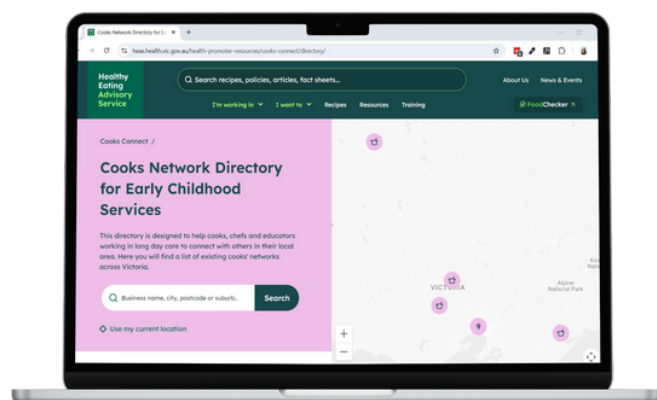 Cooks Network Directory for E
heas.health.vic.gov.au/health-promoter-resources/cooks-connect/directory/
Healthy
Eating
Advisory
Service
Search recipes, policies, articles, fact sheets...
About Us News & Events
I'm working in I want to Recipes Resources Training
FoodChecker
Cooks Connect /
Cooks Network Directory
for Early Childhood
Services
This directory is designed to help cooks, chefs and educators
working in long day care to connect with others in their local
area. Here you will find a list of existing cooks' networks
across Victoria.
Business name, city, postcode or suburb..
Search
Use my current location
VICTORIA
Alpine
National Park
9
+
−